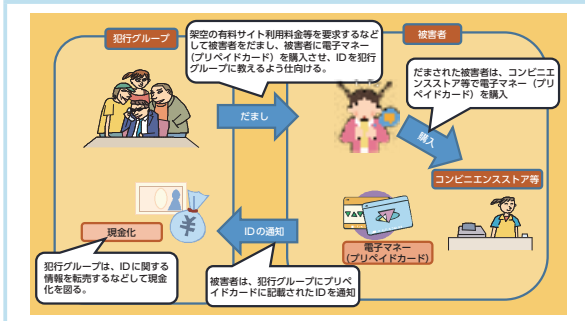 犯行グループ
架空の有料サイト利用料金等を要求するなど
して被害者をだまし、被害者に電子マネー
(プリペイドカード)を購入させ、IDを犯行
グループに教えるよう仕向ける。
被害者
だまされた被害者は、コンビニエ
ンスストア等で電子マネー(プリ
ペイドカード)を購入
だまし
購入
コンビニエンスストア等
¥
IDの通知
現金化
電子マネー
(プリペイドカード)
犯行グループは、IDに関する
情報を転売するなどして現金
化を図る。
被害者は、犯行グループにプリペ
イドカードに記載されたIDを通知